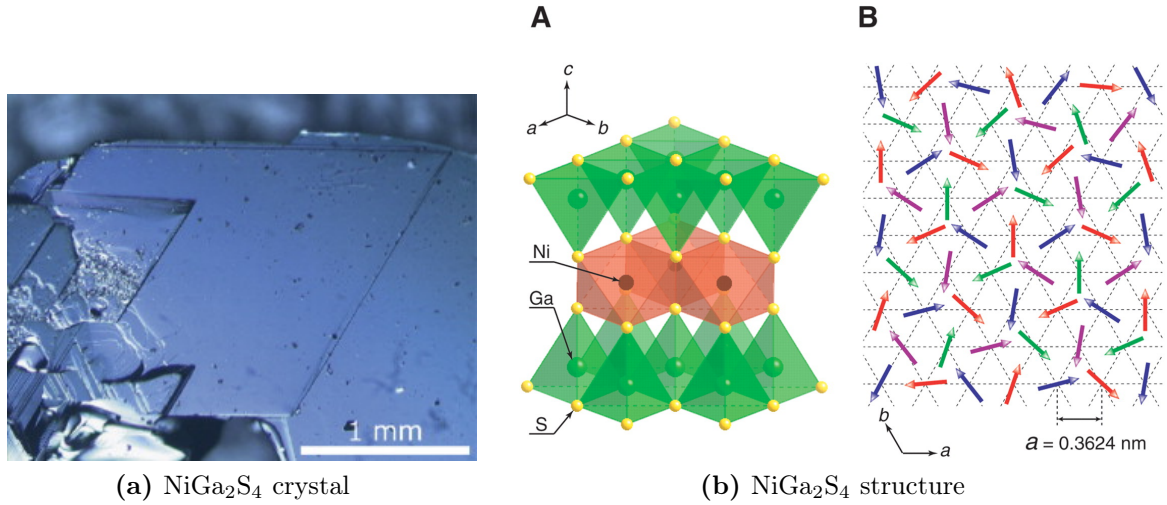 A
B
c
a
b
Ni
Ga
S
1 mm
b
a
a = 0.3624 nm
(a) NiGa₂S₄ crystal
(b) NiGa₂S₄ structure